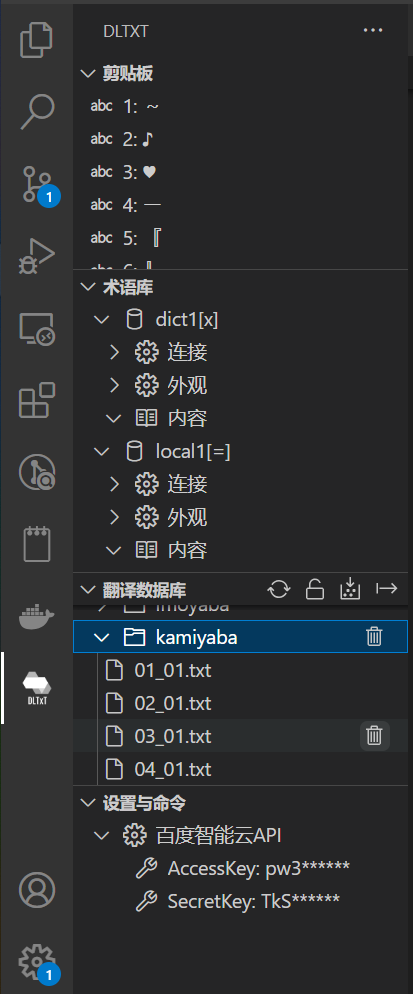 DLTXT
剪贴板
abc 1: ～
abc 2: ♪
abc 3: ♥
abc 4: —
abc 5: 『
术语库
dict1[x]
连接
外观
内容
local1[=]
连接
外观
内容
翻译数据库
imoyaba
kamiyaba
01_01.txt
02_01.txt
03_01.txt
04_01.txt
设置与命令
百度智能云API
AccessKey: pw3******
SecretKey: TkS******
1
DLTXT
1